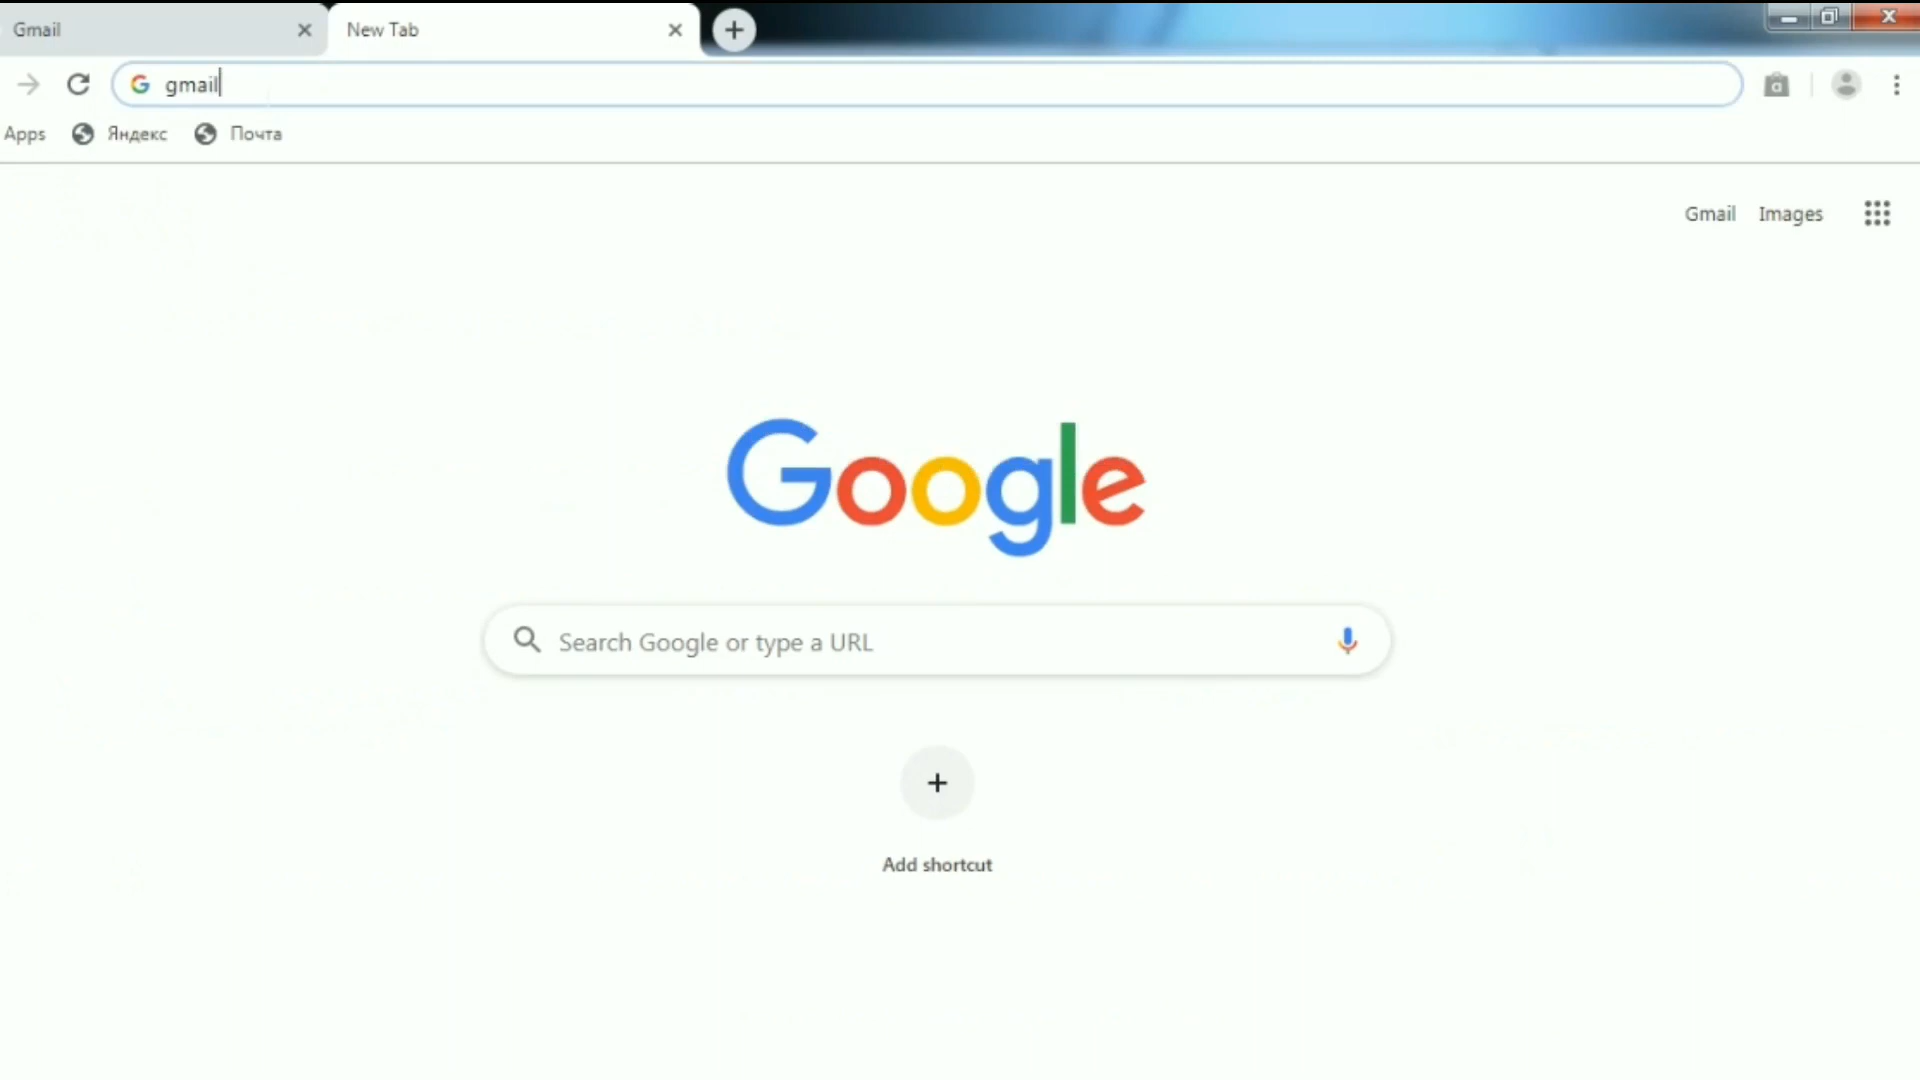 Gmail
New Tab
gmail
Apps
Яндекс
Почта
Gmail
Images
Google
Search Google or type a URL
Add shortcut